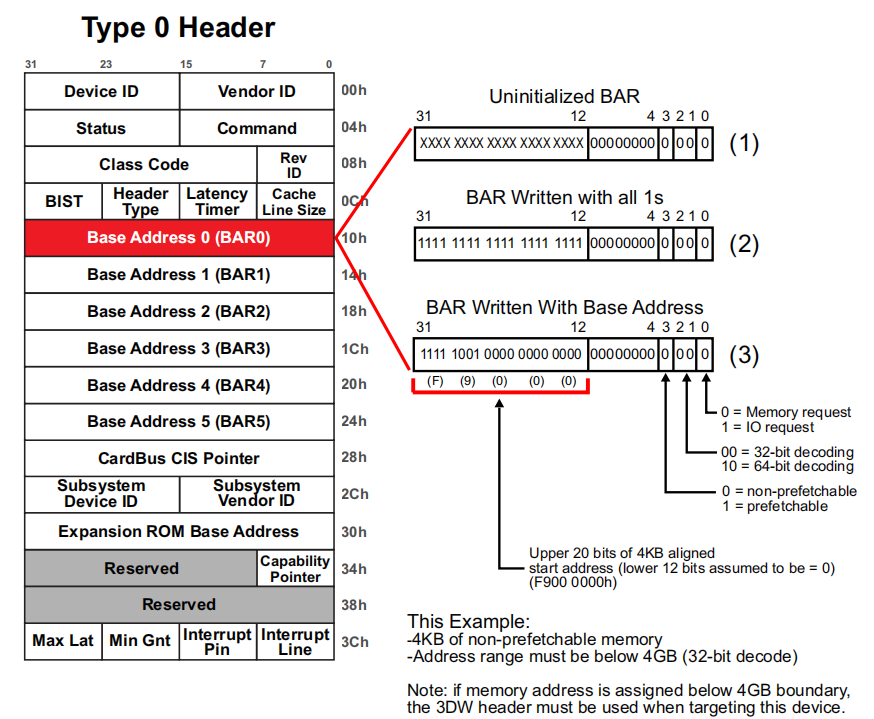 Type 0 Header
31 23 15 7 0
Device ID Vendor ID 00h
Status Command 04h
Class Code Rev ID 08h
BIST Header Type Latency Timer Cache Line Size 0Ch
Base Address 0 (BAR0) 10h
Base Address 1 (BAR1) 14h
Base Address 2 (BAR2) 18h
Base Address 3 (BAR3) 1Ch
Base Address 4 (BAR4) 20h
Base Address 5 (BAR5) 24h
CardBus CIS Pointer 28h
Subsystem Device ID Subsystem Vendor ID 2Ch
Expansion ROM Base Address 30h
Reserved Capability Pointer 34h
Reserved 38h
Max Lat Min Gnt Interrupt Pin Interrupt Line 3Ch
Uninitialized BAR
31 12 4 3 2 1 0
XXXX XXXX XXXX XXXX XXXX 00000000 0 0 0 0 (1)
BAR Written with all 1s
31 12 4 3 2 1 0
1111 1111 1111 1111 1111 00000000 0 0 0 0 (2)
BAR Written With Base Address
31 12 4 3 2 1 0
1111 1001 0000 0000 0000 00000000 0 0 0 0 (3)
(F) (9) (0) (0) (0)
0 = Memory request
1 = IO request
00 = 32-bit decoding
10 = 64-bit decoding
0 = non-prefetchable
1 = prefetchable
Upper 20 bits of 4KB aligned
start address (lower 12 bits assumed to be = 0)
(F900 0000h)
This Example:
-4KB of non-prefetchable memory
-Address range must be below 4GB (32-bit decode)
Note: if memory address is assigned below 4GB boundary,
the 3DW header must be used when targeting this device.